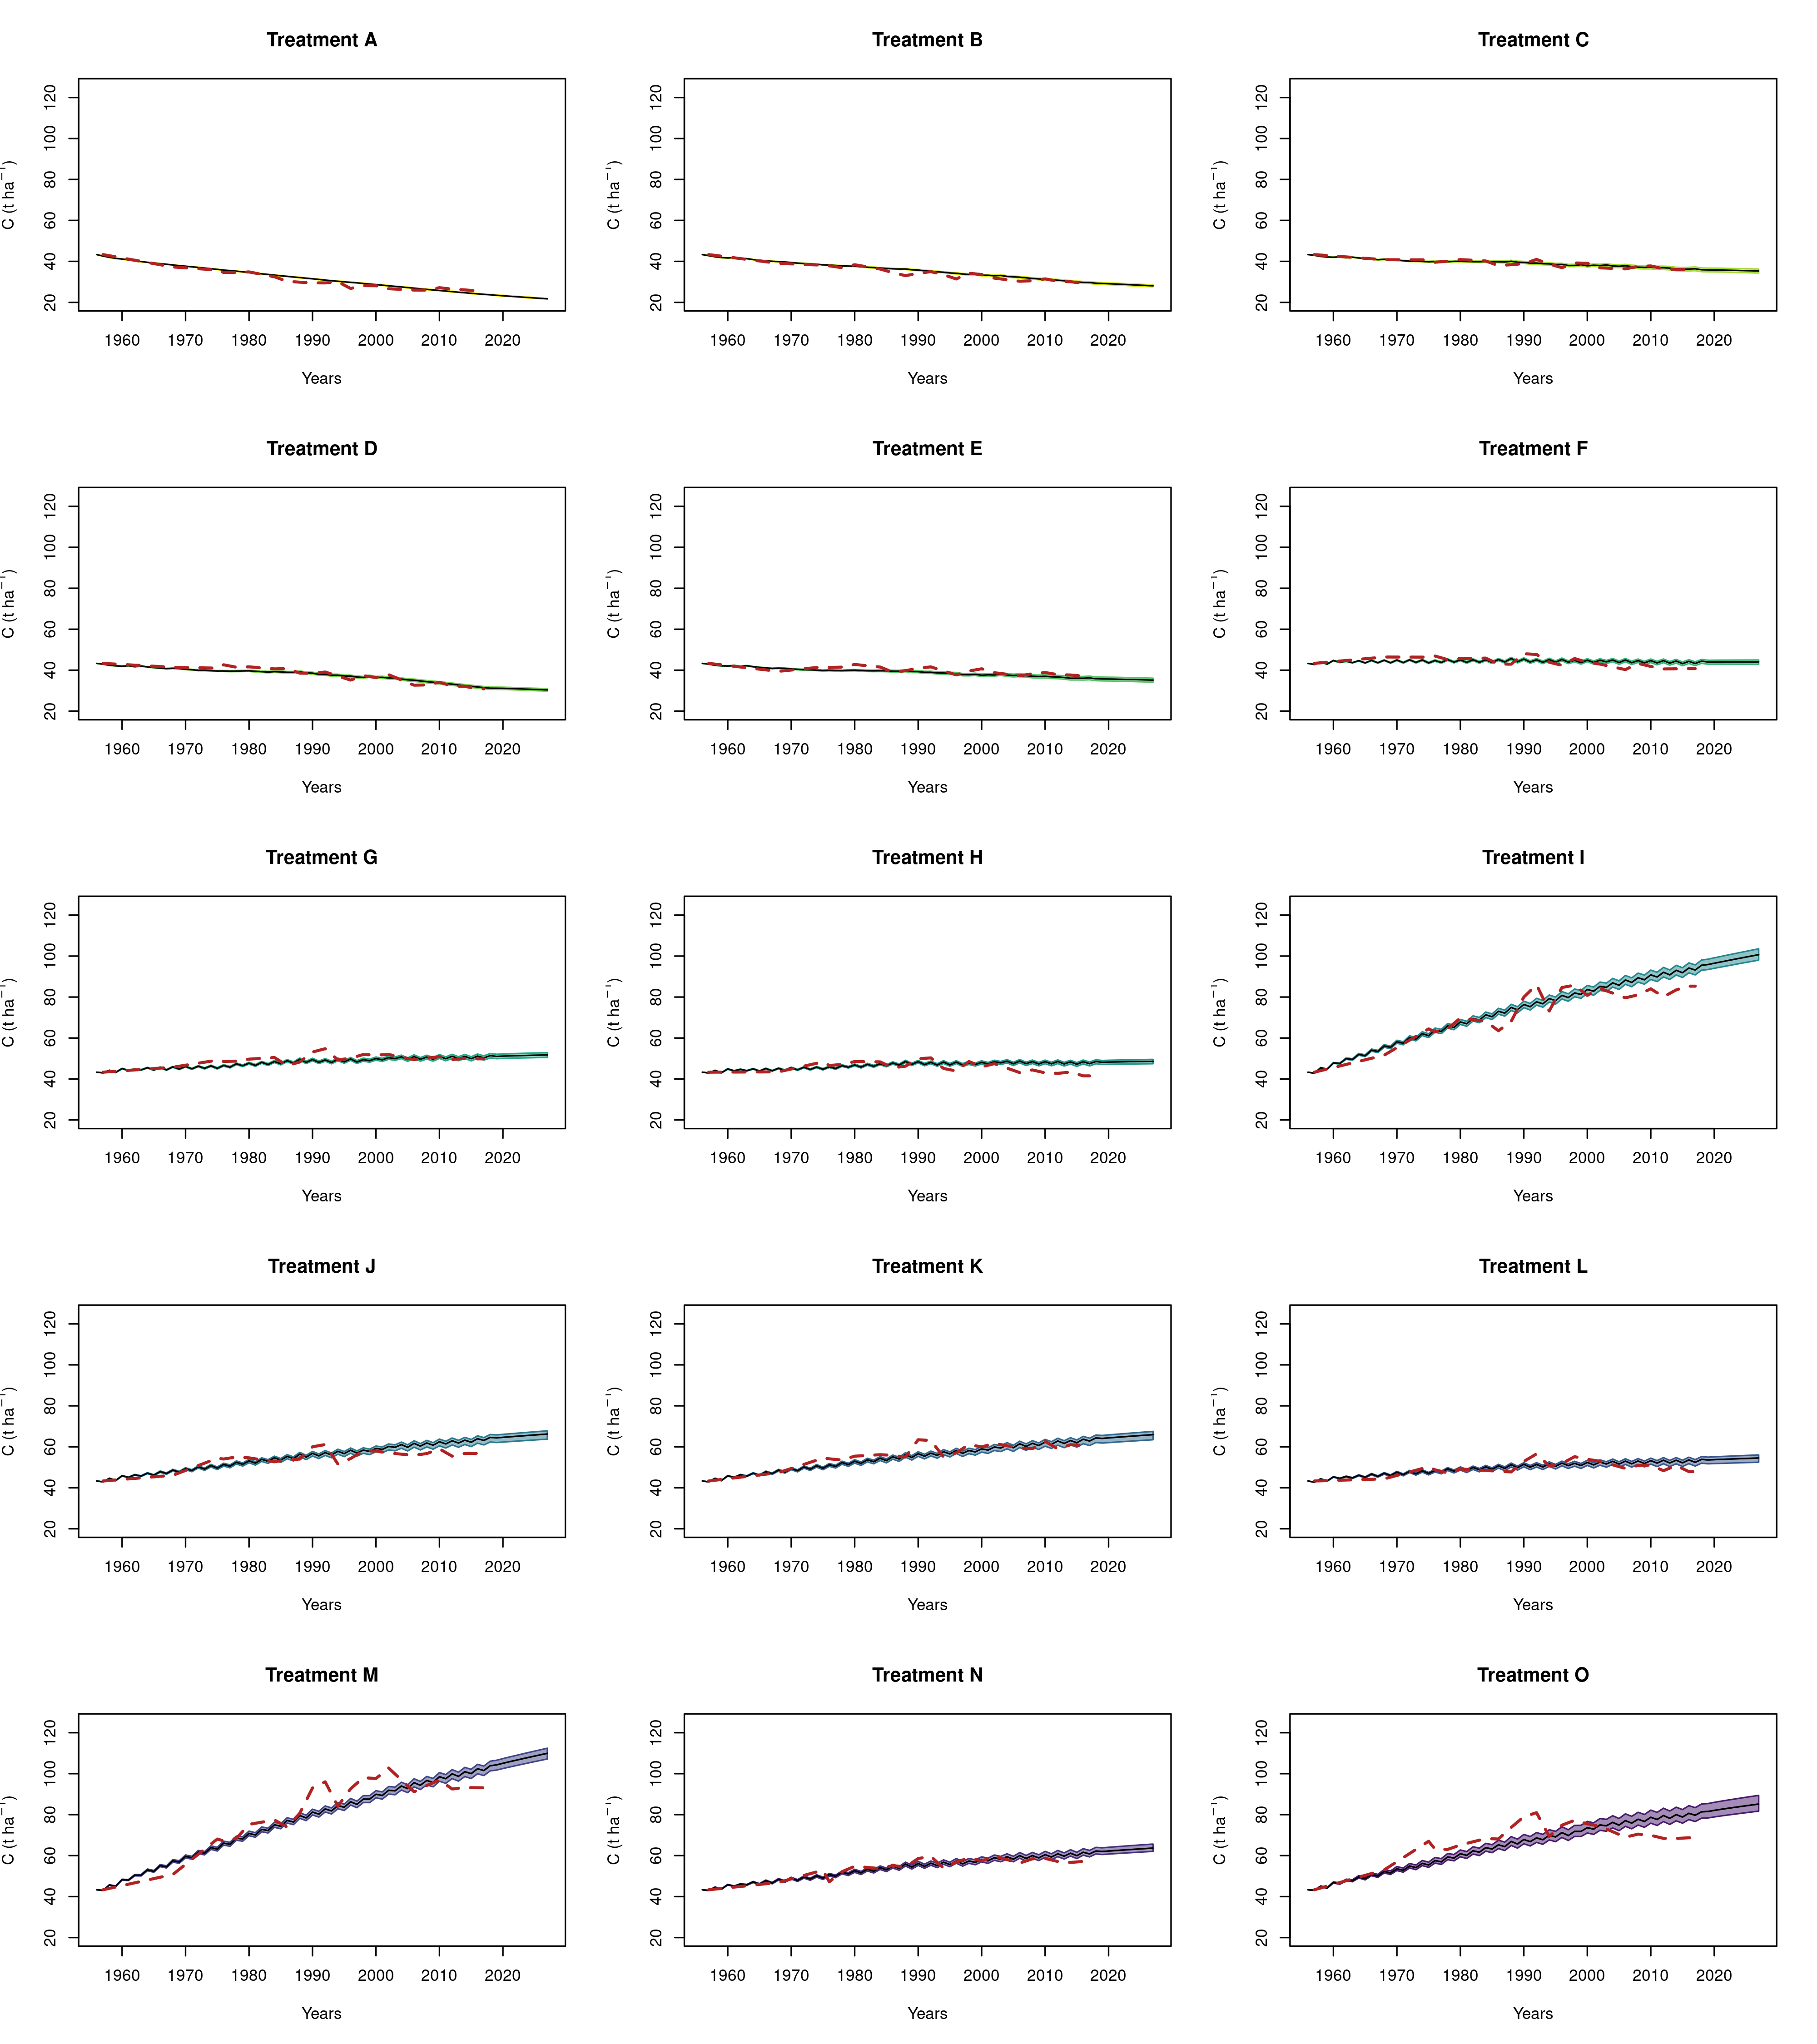 Treatment A
C (t ha⁻¹)
20 40 60 80 100 120
1960 1970 1980 1990 2000 2010 2020
Years
Treatment B
C (t ha⁻¹)
20 40 60 80 100 120
1960 1970 1980 1990 2000 2010 2020
Years
Treatment C
C (t ha⁻¹)
20 40 60 80 100 120
1960 1970 1980 1990 2000 2010 2020
Years
Treatment D
C (t ha⁻¹)
20 40 60 80 100 120
1960 1970 1980 1990 2000 2010 2020
Years
Treatment E
C (t ha⁻¹)
20 40 60 80 100 120
1960 1970 1980 1990 2000 2010 2020
Years
Treatment F
C (t ha⁻¹)
20 40 60 80 100 120
1960 1970 1980 1990 2000 2010 2020
Years
Treatment G
C (t ha⁻¹)
20 40 60 80 100 120
1960 1970 1980 1990 2000 2010 2020
Years
Treatment H
C (t ha⁻¹)
20 40 60 80 100 120
1960 1970 1980 1990 2000 2010 2020
Years
Treatment I
C (t ha⁻¹)
20 40 60 80 100 120
1960 1970 1980 1990 2000 2010 2020
Years
Treatment J
C (t ha⁻¹)
20 40 60 80 100 120
1960 1970 1980 1990 2000 2010 2020
Years
Treatment K
C (t ha⁻¹)
20 40 60 80 100 120
1960 1970 1980 1990 2000 2010 2020
Years
Treatment L
C (t ha⁻¹)
20 40 60 80 100 120
1960 1970 1980 1990 2000 2010 2020
Years
Treatment M
C (t ha⁻¹)
20 40 60 80 100 120
1960 1970 1980 1990 2000 2010 2020
Years
Treatment N
C (t ha⁻¹)
20 40 60 80 100 120
1960 1970 1980 1990 2000 2010 2020
Years
Treatment O
C (t ha⁻¹)
20 40 60 80 100 120
1960 1970 1980 1990 2000 2010 2020
Years